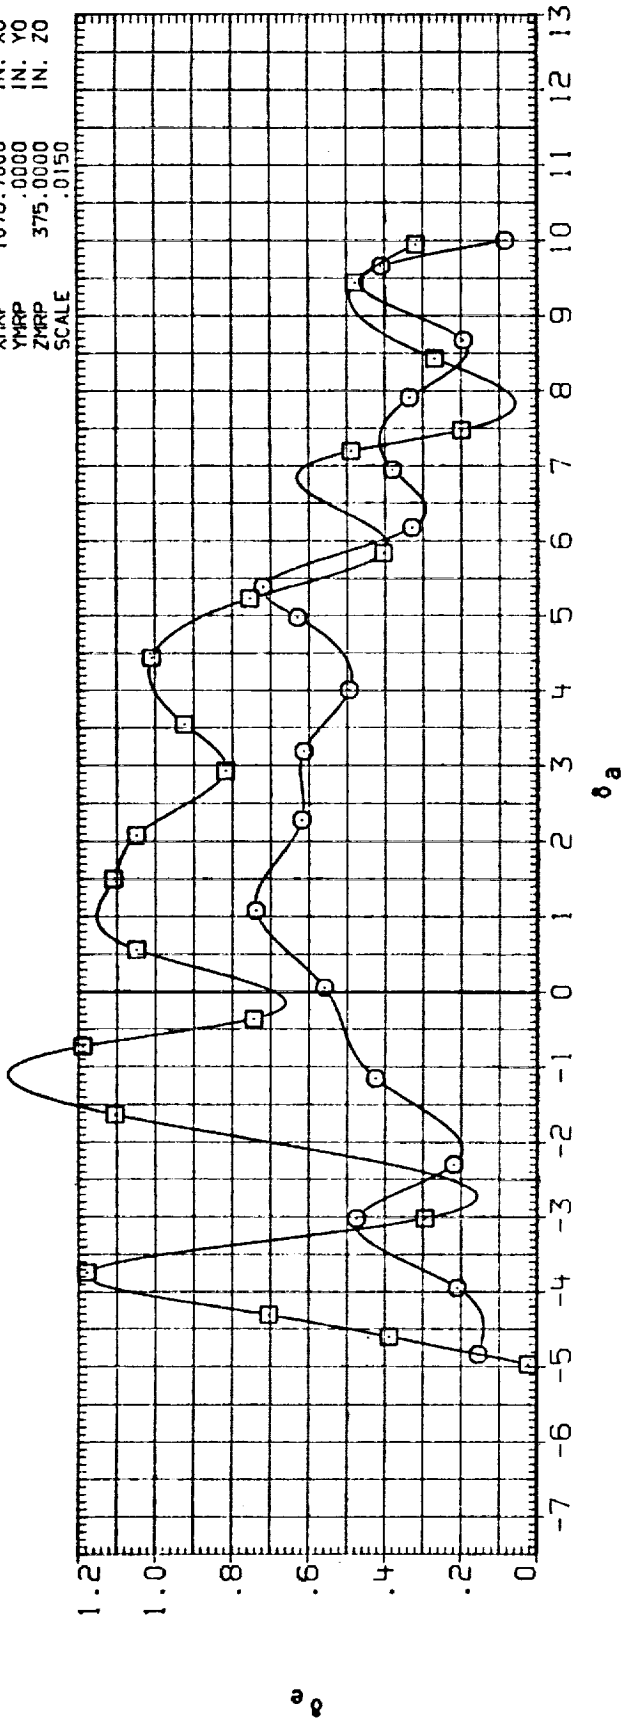 IN. YO
YMRP .0000
IN. ZO
ZMRP 375.0000
SCALE .0150
1.2
1.0
.8
.6
.4
.2
0
δe
-7 -6 -5 -4 -3 -2 -1 0 1 2 3 4 5 6 7 8 9 10 11 12 13
δa